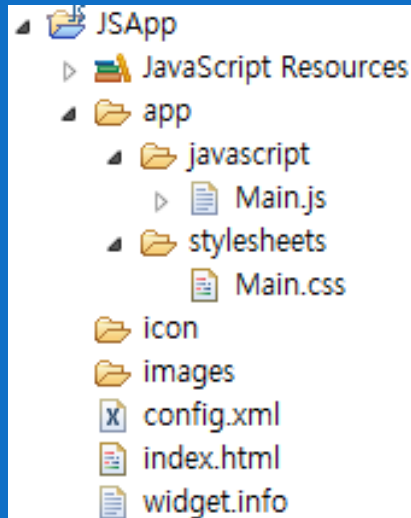 JSApp
JavaScript Resources
app
javascript
Main.js
stylesheets
Main.css
icon
images
config.xml
index.html
widget.info